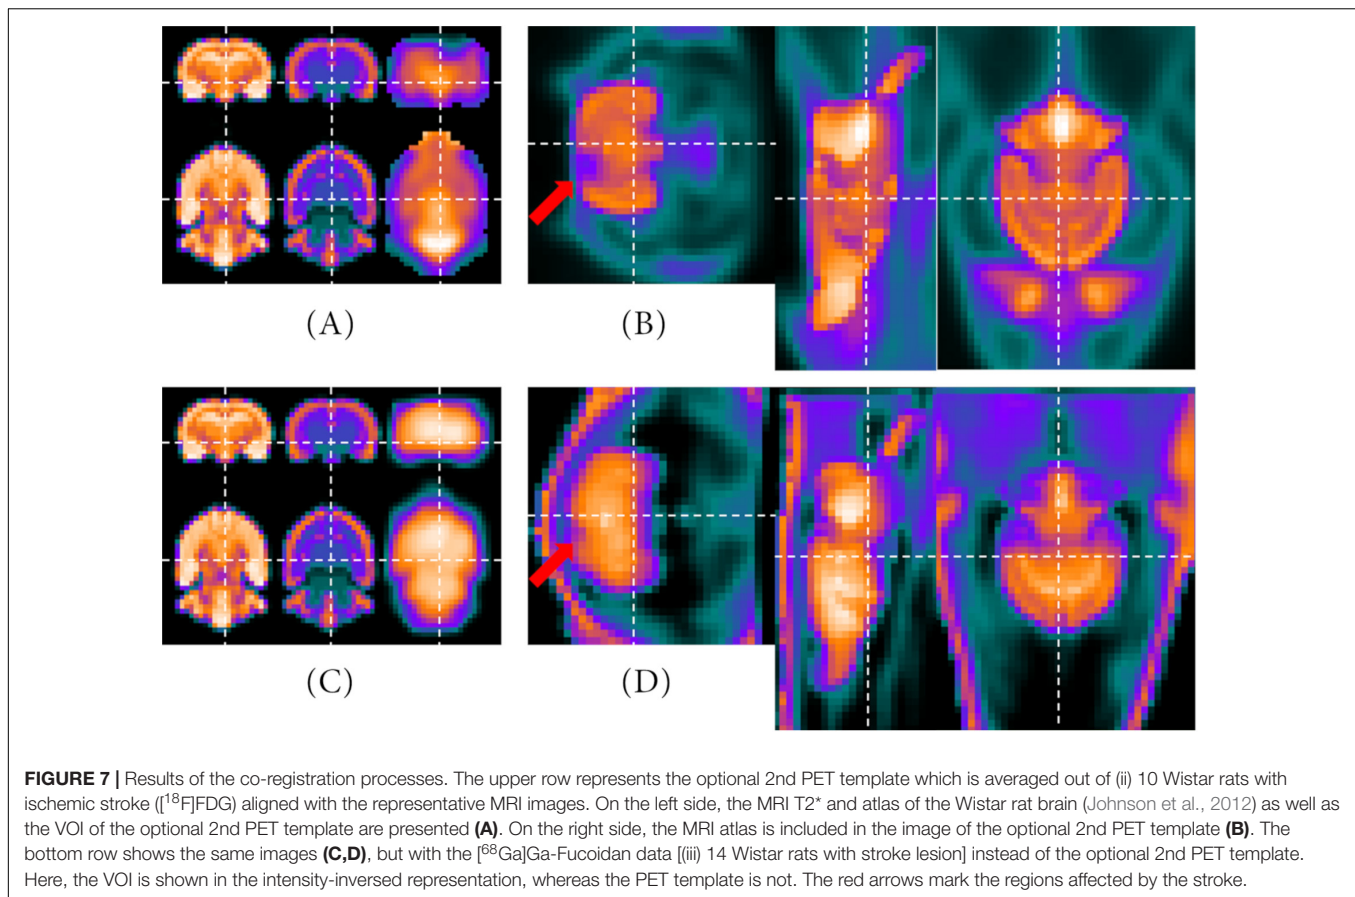 (A)
(B)
(C)
(D)
FIGURE 7 | Results of the co-registration processes. The upper row represents the optional 2nd PET template which is averaged out of (ii) 10 Wistar rats with
ischemic stroke ([¹⁸F]FDG) aligned with the representative MRI images. On the left side, the MRI T2* and atlas of the Wistar rat brain (Johnson et al., 2012) as well as
the VOI of the optional 2nd PET template are presented (A). On the right side, the MRI atlas is included in the image of the optional 2nd PET template (B). The
bottom row shows the same images (C,D), but with the [⁶⁸Ga]Ga-Fucoidan data [(iii) 14 Wistar rats with stroke lesion] instead of the optional 2nd PET template.
Here, the VOI is shown in the intensity-inversed representation, whereas the PET template is not. The red arrows mark the regions affected by the stroke.